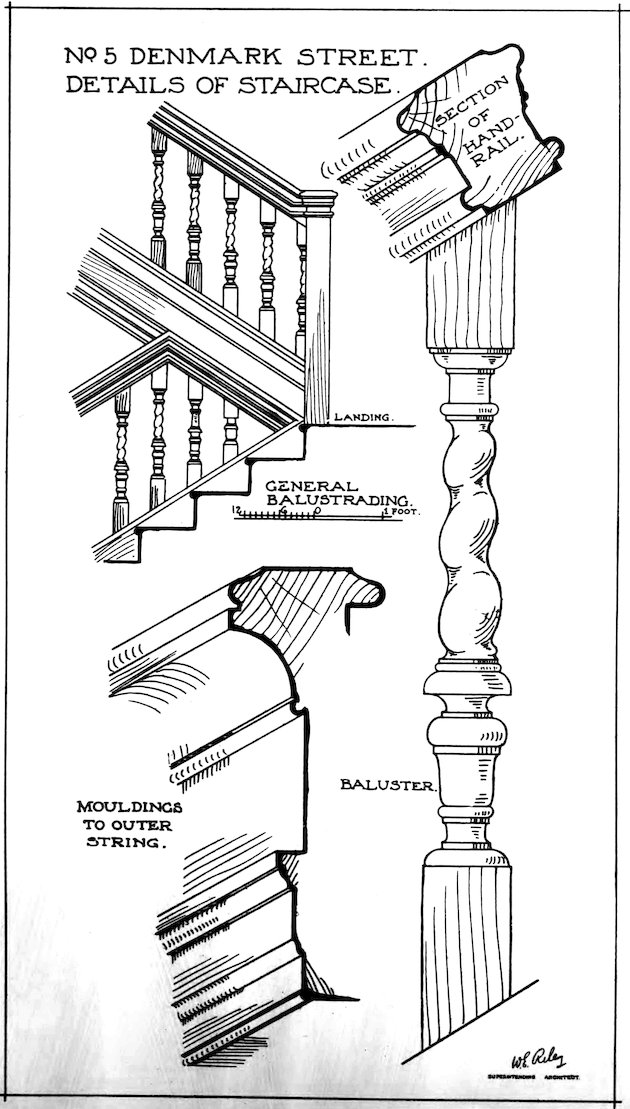 No 5 DENMARK STREET.
DETAILS OF STAIRCASE.
SECTION
OF
HAND-
RAIL.
LANDING.
GENERAL
BALUSTRADING.
12 6 0 1 FOOT.
BALUSTER.
MOULDINGS
TO OUTER
STRING.
W.E. Riley
SUPERINTENDING ARCHITECT.